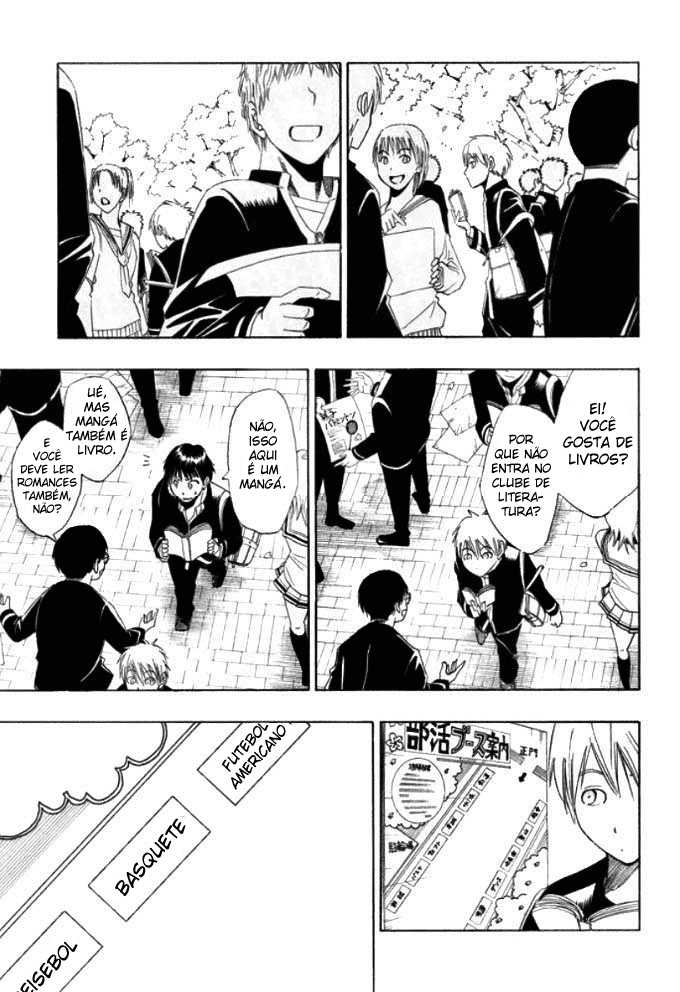 EI!
VOCÊ
GOSTA DE
LIVROS?
POR
QUE NÃO
ENTRA NO
CLUBE DE
LITERA-
TURA?
NÃO,
ISSO
AQUI
É UM
MANGÁ.
UÉ,
MAS
MANGÁ
TAMBÉM É
LIVRO.
E
VOCÊ
DEVE LER
ROMANCES
TAMBÉM,
NÃO?
部活ブース案内
正門
FUTEBOL
AMERICANO
BASQUETE
EISEBOL